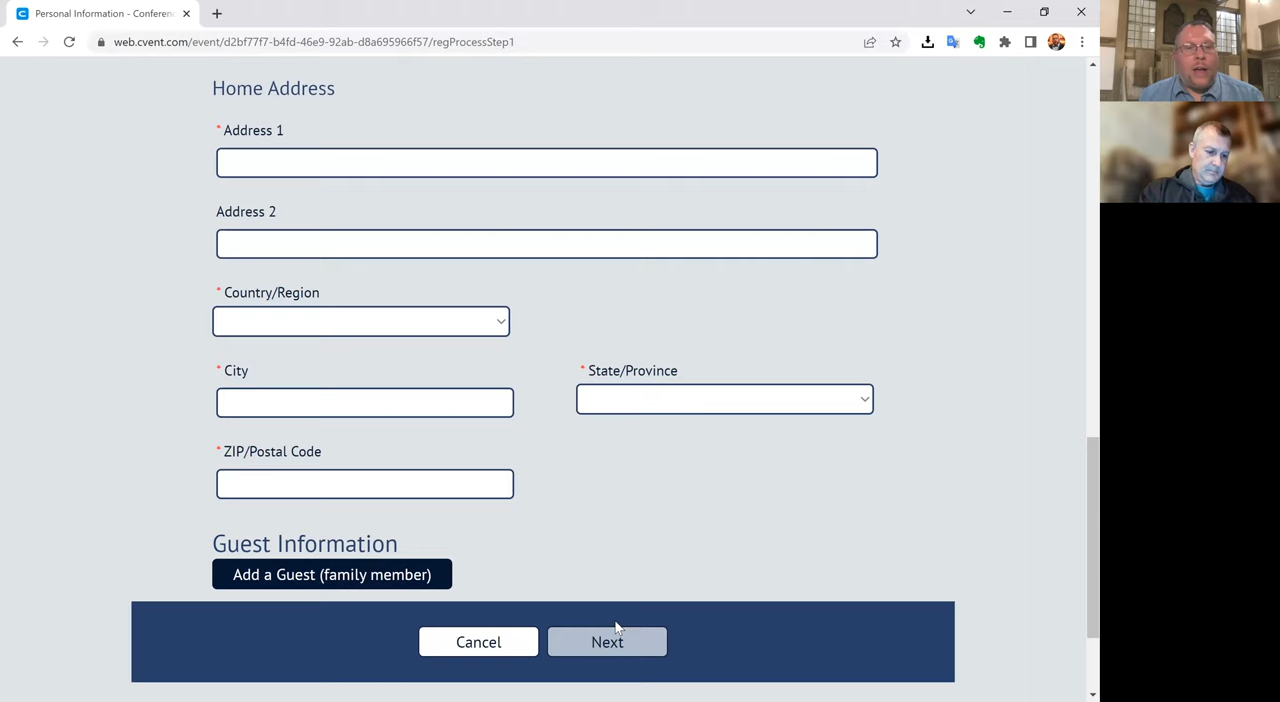 Personal Information - Conferenc
web.cvent.com/event/d2bf77f7-b4fd-46e9-92ab-d8a695966f57/regProcessStep1
Home Address
* Address 1
Address 2
* Country/Region
* City
* State/Province
* ZIP/Postal Code
Guest Information
Add a Guest (family member)
Cancel
Next